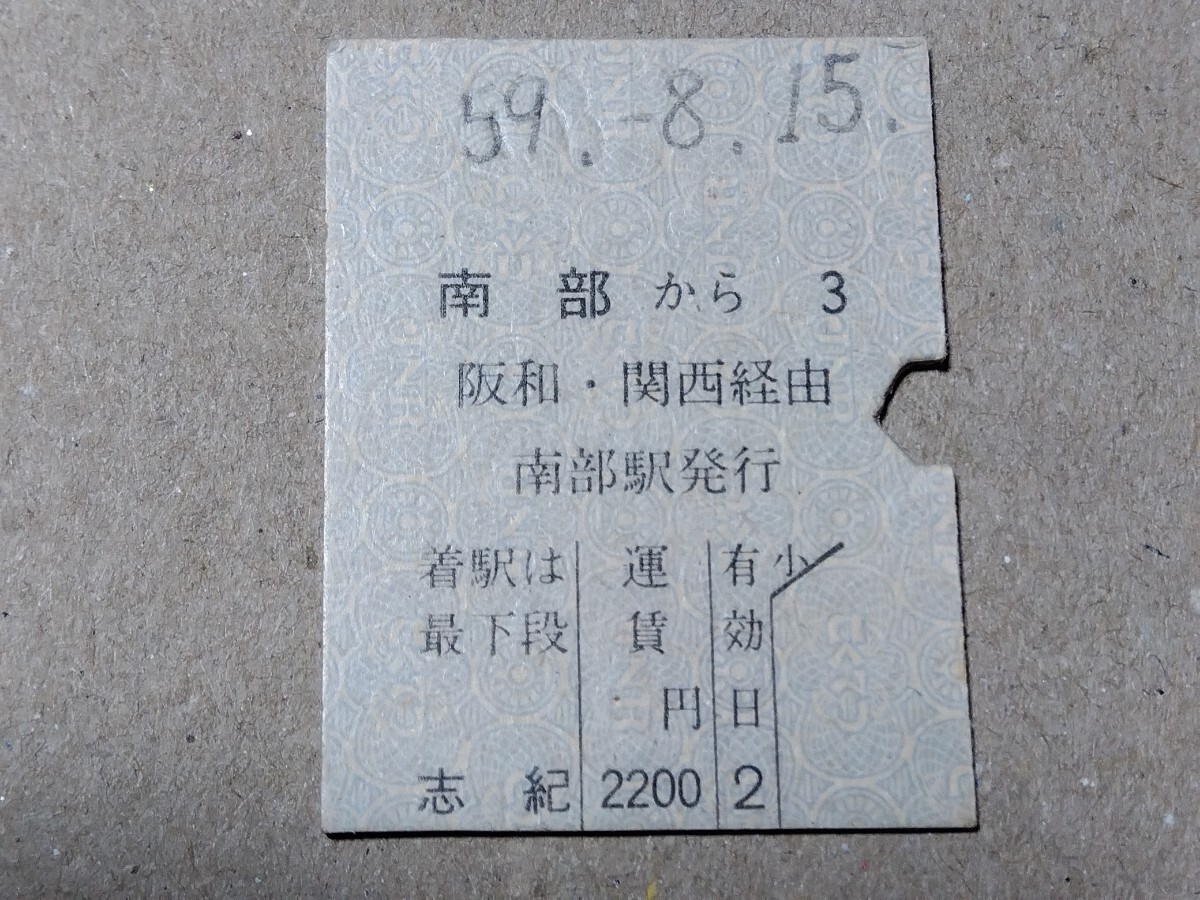 59.-8.15.
南部から 3
阪和・関西経由
南部駅発行
着駅は 運 有 小
最下段 賃 効
円 日
志紀 2200 2